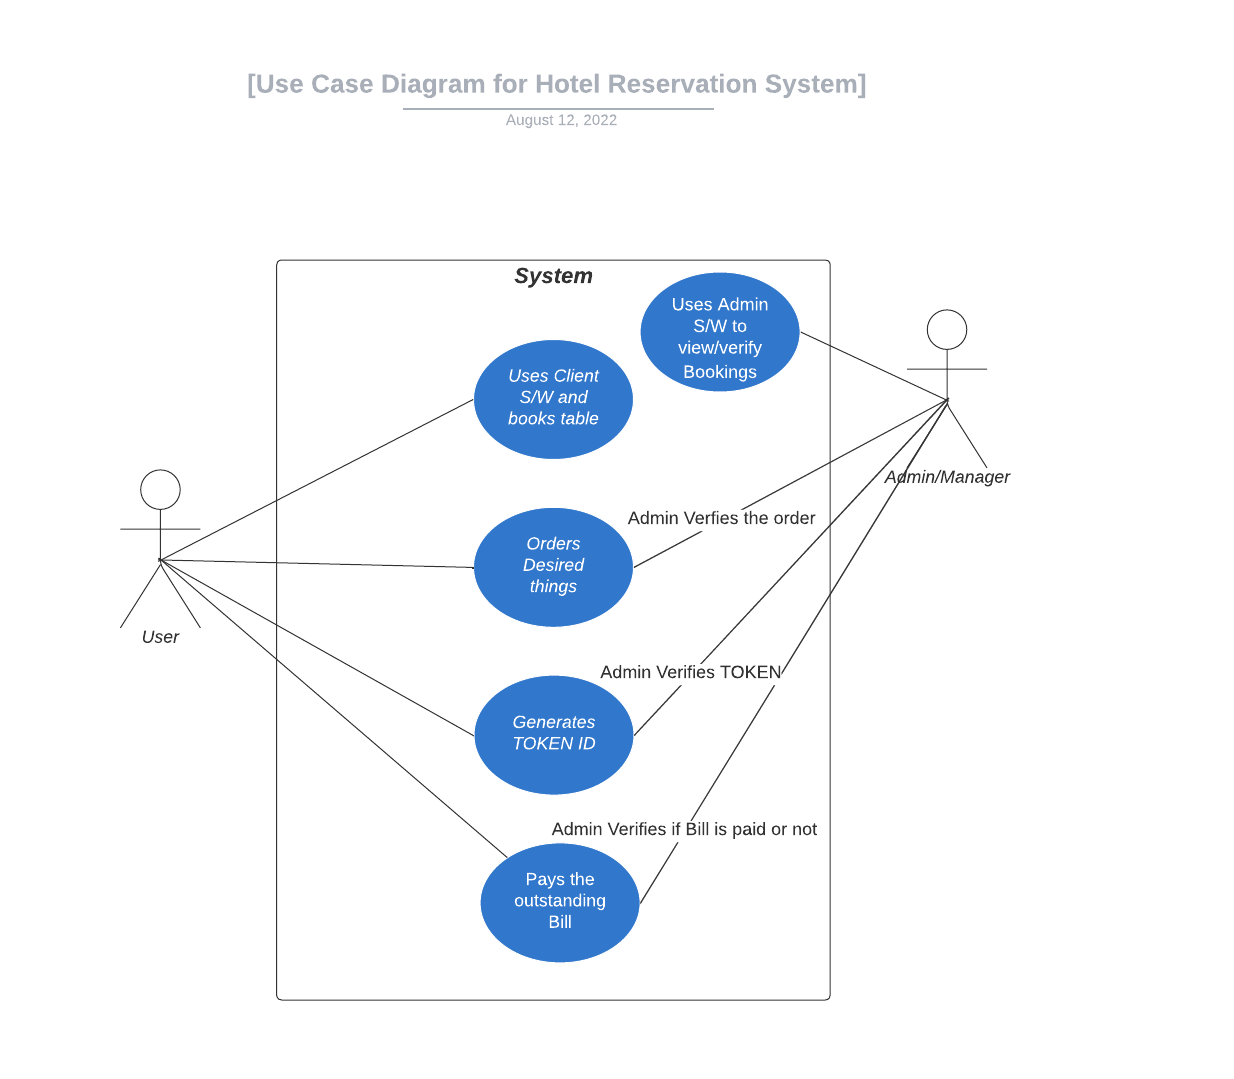 [Use Case Diagram for Hotel Reservation System]
August 12, 2022
System
Uses Admin
S/W to
view/verify
Bookings
Uses Client
S/W and
books table
Admin/Manager
Admin Verfies the order
Orders
Desired
things
User
Admin Verifies TOKEN
Generates
TOKEN ID
Admin Verifies if Bill is paid or not
Pays the
outstanding
Bill